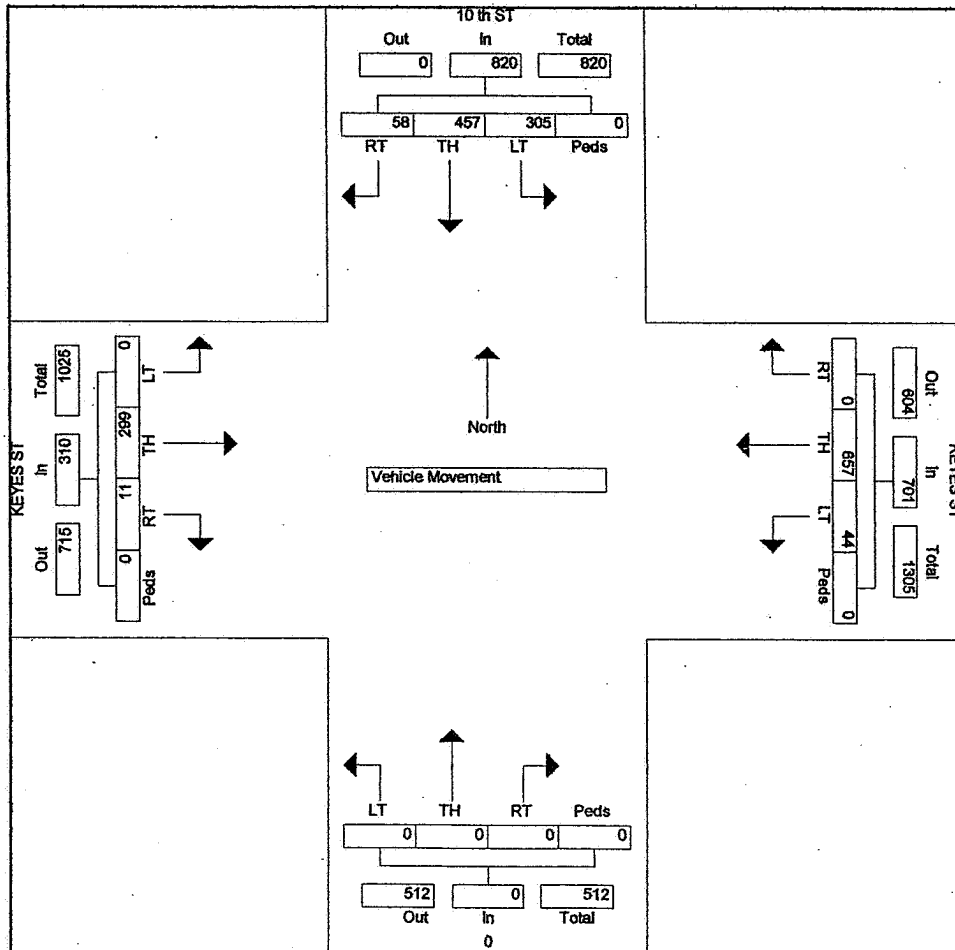 10 th ST
Out In Total
0 820 820
58 457 305 0
RT TH LT Peds
KEYES ST
Total In Out
1025 310 715
0 299 11 0
LT TH RT Peds
North
Vehicle Movement
RT TH LT Peds
0 657 44 0
Out In Total
604 701 1305
KEYES ST
LT TH RT Peds
0 0 0 0
512 0 512
Out In Total
0